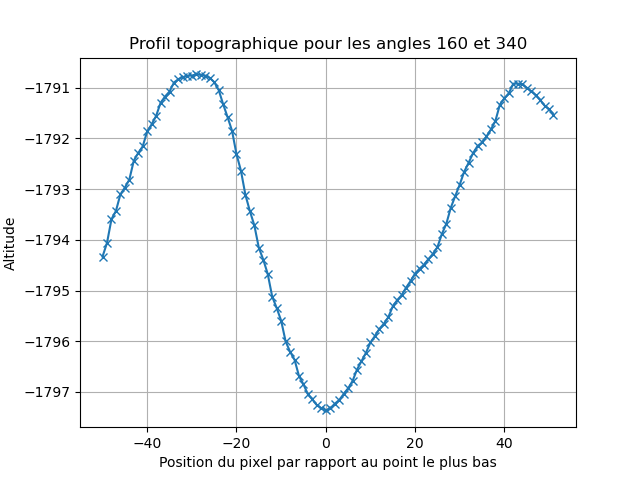 Profil topographique pour les angles 160 et 340
−1791
−1792
−1793
−1794
−1795
−1796
−1797
Altitude
−40 −20 0 20 40
Position du pixel par rapport au point le plus bas